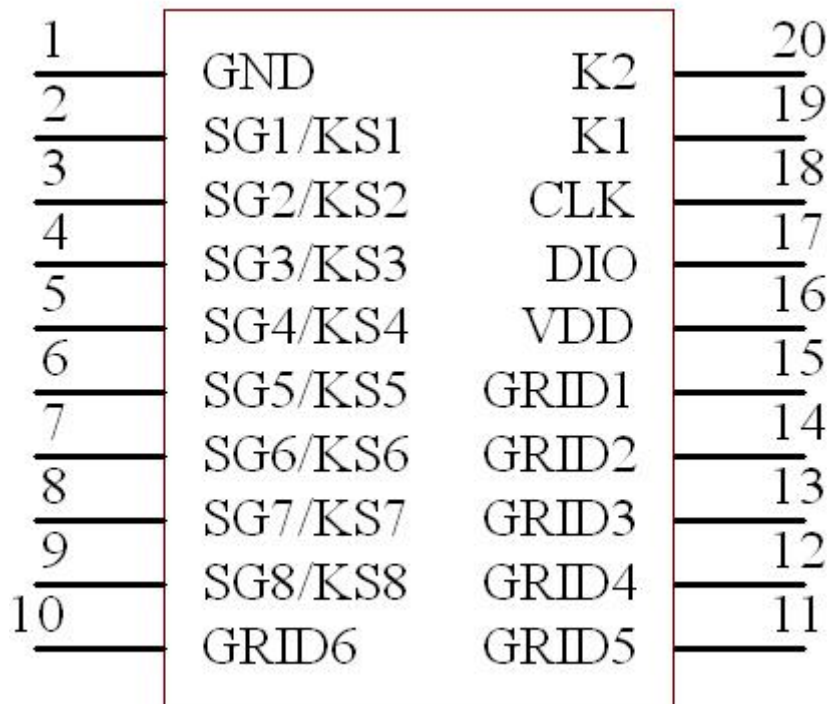 1 GND K2 20
2 SG1/KS1 K1 19
3 SG2/KS2 CLK 18
4 SG3/KS3 DIO 17
5 SG4/KS4 VDD 16
6 SG5/KS5 GRID1 15
7 SG6/KS6 GRID2 14
8 SG7/KS7 GRID3 13
9 SG8/KS8 GRID4 12
10 GRID6 GRID5 11